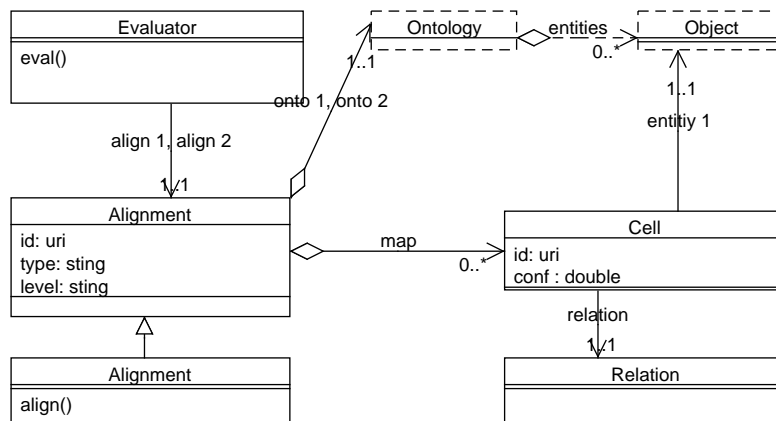 Evaluator
eval()
Ontology
entities
0..*
Object
1..1
onto 1, onto 2
1..1
entitiy 1
align 1, align 2
1..1
Alignment
id: uri
type: sting
level: sting
map
0..*
Cell
id: uri
conf : double
relation
1..1
Alignment
align()
Relation